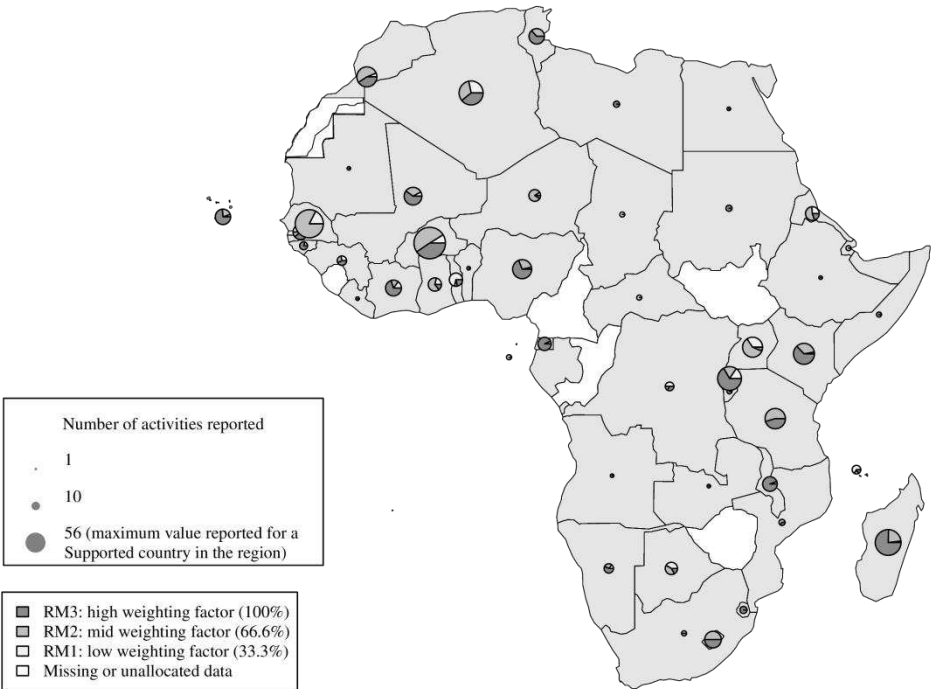 Number of activities reported
1
10
56 (maximum value reported for a
Supported country in the region)
RM3: high weighting factor (100%)
RM2: mid weighting factor (66.6%)
RM1: low weighting factor (33.3%)
Missing or unallocated data